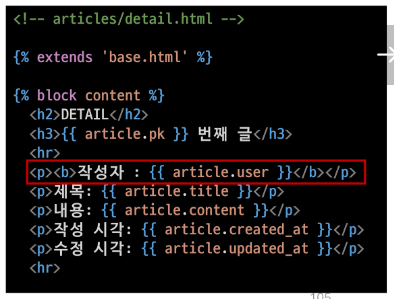 <!-- articles/detail.html -->
{% extends 'base.html' %}
{% block content %}
<h2>DETAIL</h2>
<h3>{{ article.pk }} 번째 글</h3>
<hr>
<p><b>작성자 : {{ article.user }}</b></p>
<p>제목: {{ article.title }}</p>
<p>내용: {{ article.content }}</p>
<p>작성 시각: {{ article.created_at }}</p>
<p>수정 시각: {{ article.updated_at }}</p>
<hr>
105